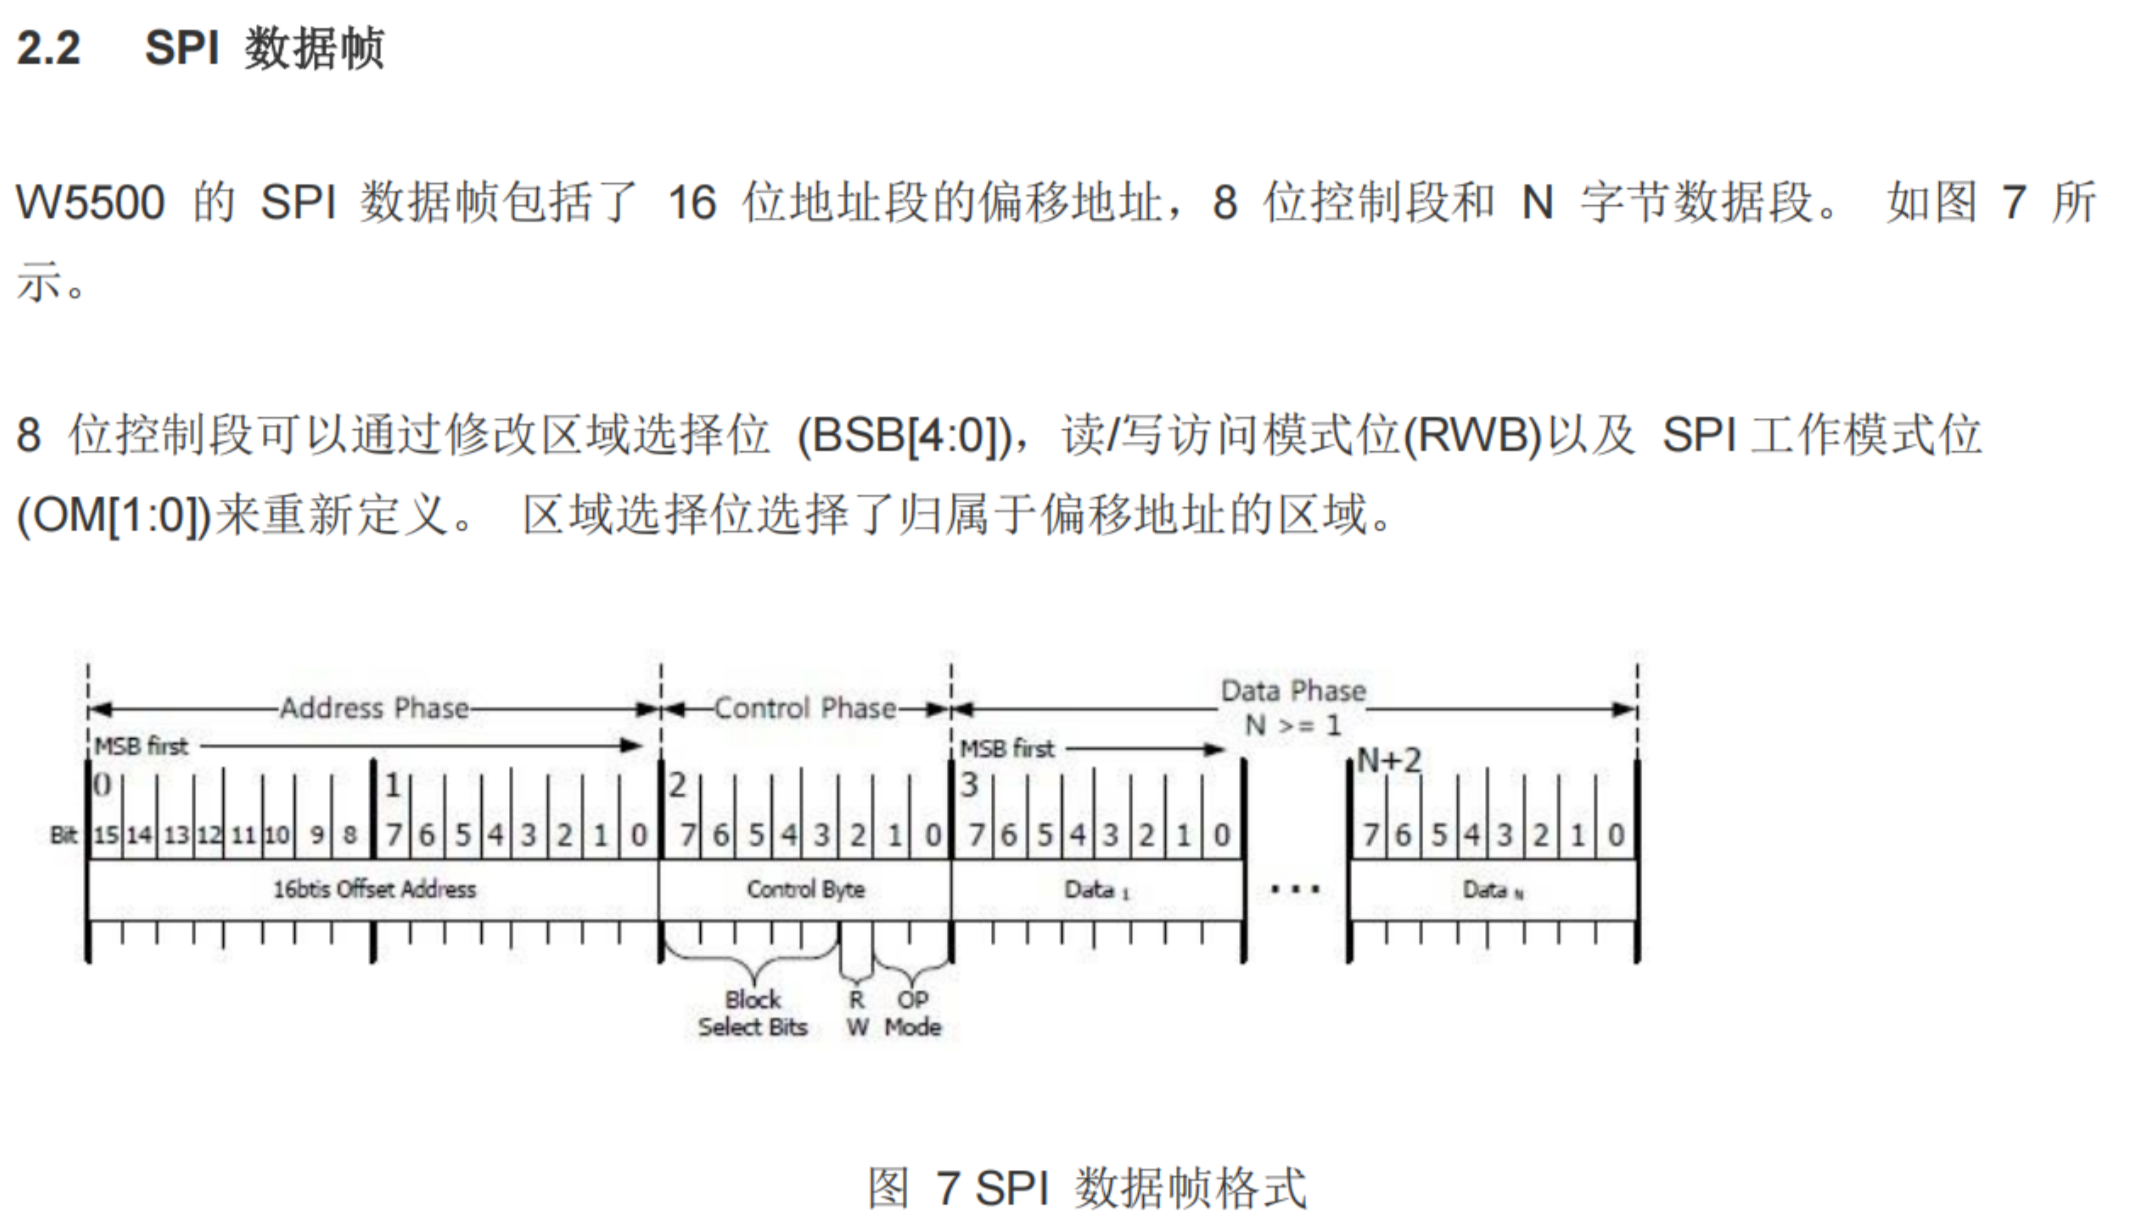 2.2 SPI 数据帧
W5500 的 SPI 数据帧包括了 16 位地址段的偏移地址，8 位控制段和 N 字节数据段。 如图 7 所
示。
8 位控制段可以通过修改区域选择位 (BSB[4:0])，读/写访问模式位(RWB)以及 SPI 工作模式位
(OM[1:0])来重新定义。 区域选择位选择了归属于偏移地址的区域。
Address Phase Control Phase Data Phase
N >= 1
MSB first MSB first
0 1 2 3 N+2
Bit 15 14 13 12 11 10 9 8 7 6 5 4 3 2 1 0 7 6 5 4 3 2 1 0 7 6 5 4 3 2 1 0 7 6 5 4 3 2 1 0
16btis Offset Address Control Byte Data 1 ... Data N
Block R OP
Select Bits W Mode
图 7 SPI 数据帧格式